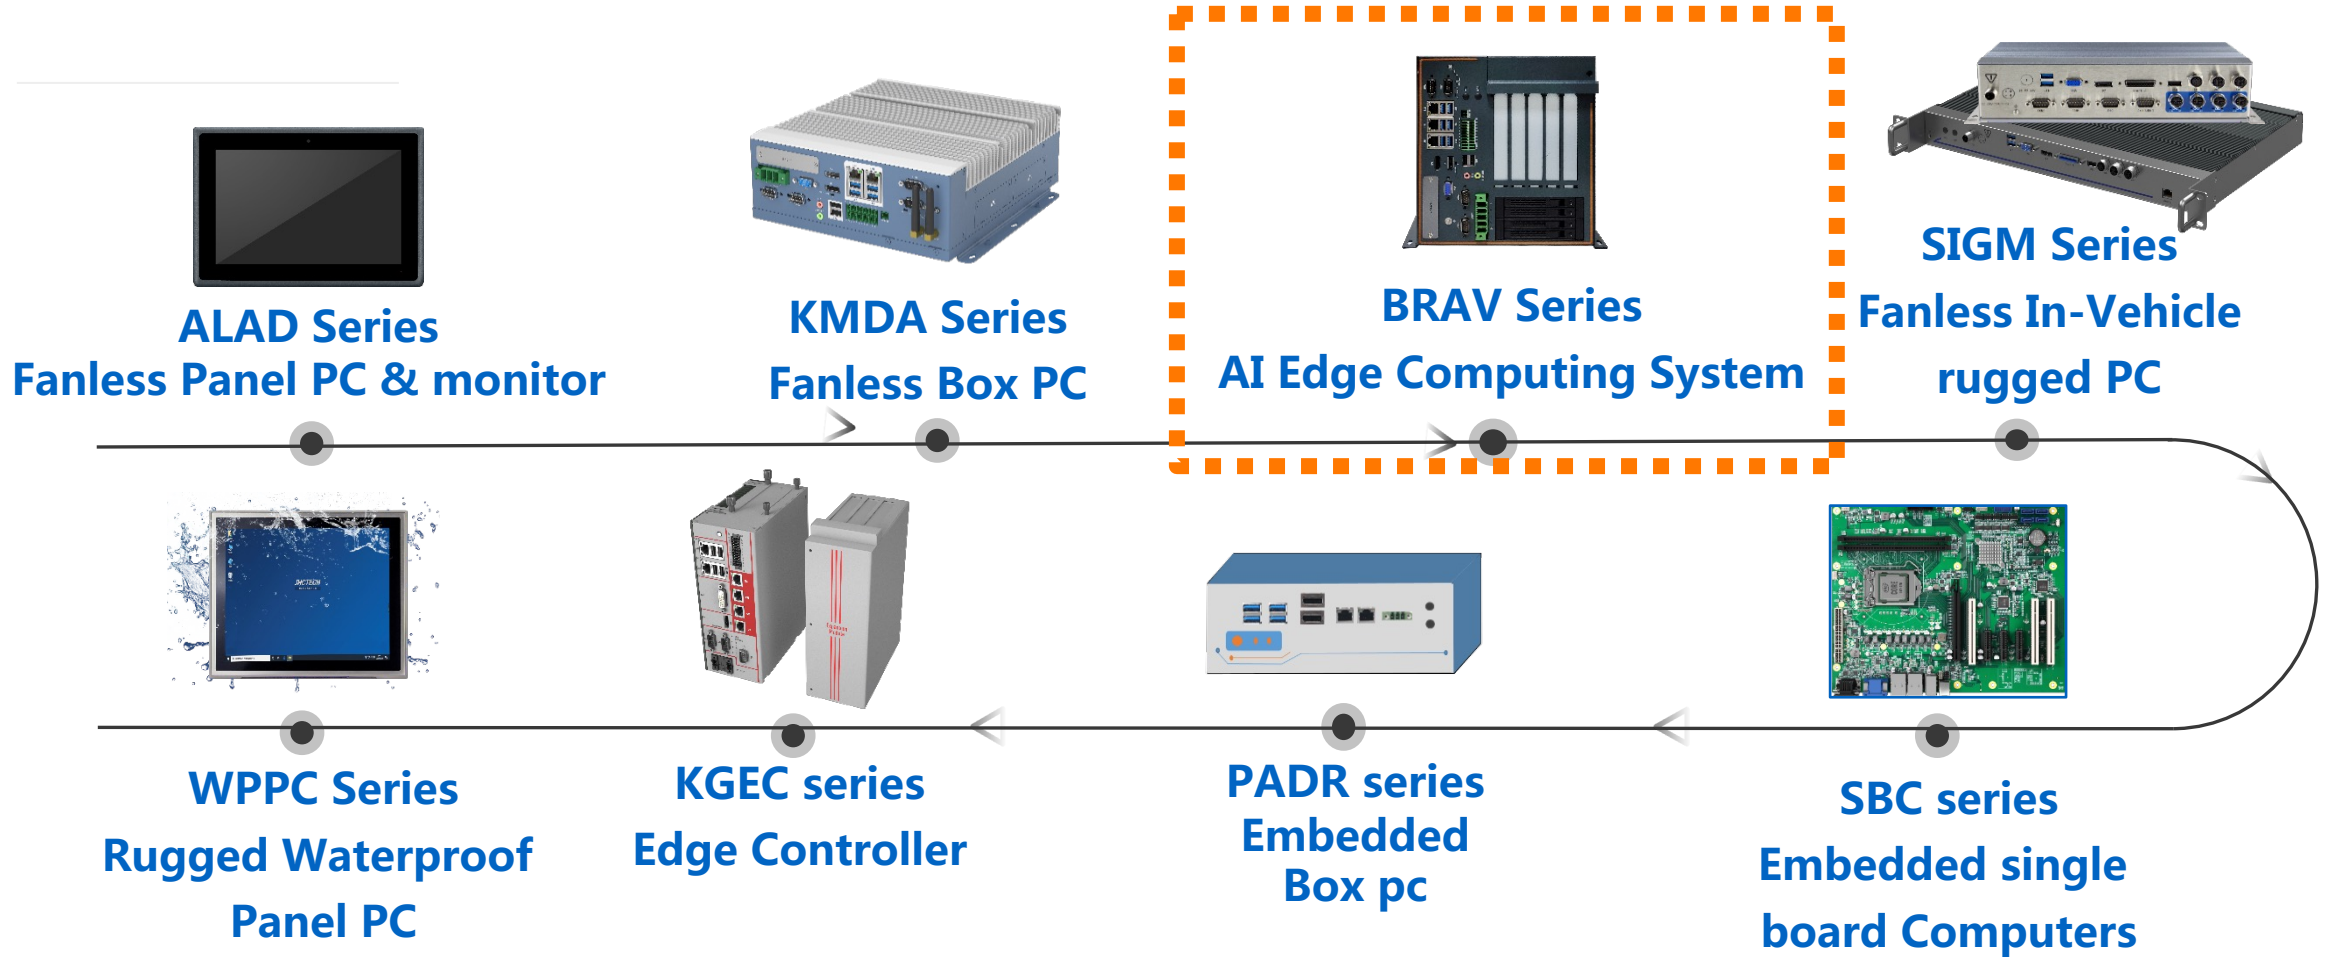 ALAD Series
Fanless Panel PC & monitor
KMDA Series
Fanless Box PC
BRAV Series
AI Edge Computing System
SIGM Series
Fanless In-Vehicle
rugged PC
WPPC Series
Rugged Waterproof
Panel PC
KGEC series
Edge Controller
PADR series
Embedded
Box pc
SBC series
Embedded single
board Computers